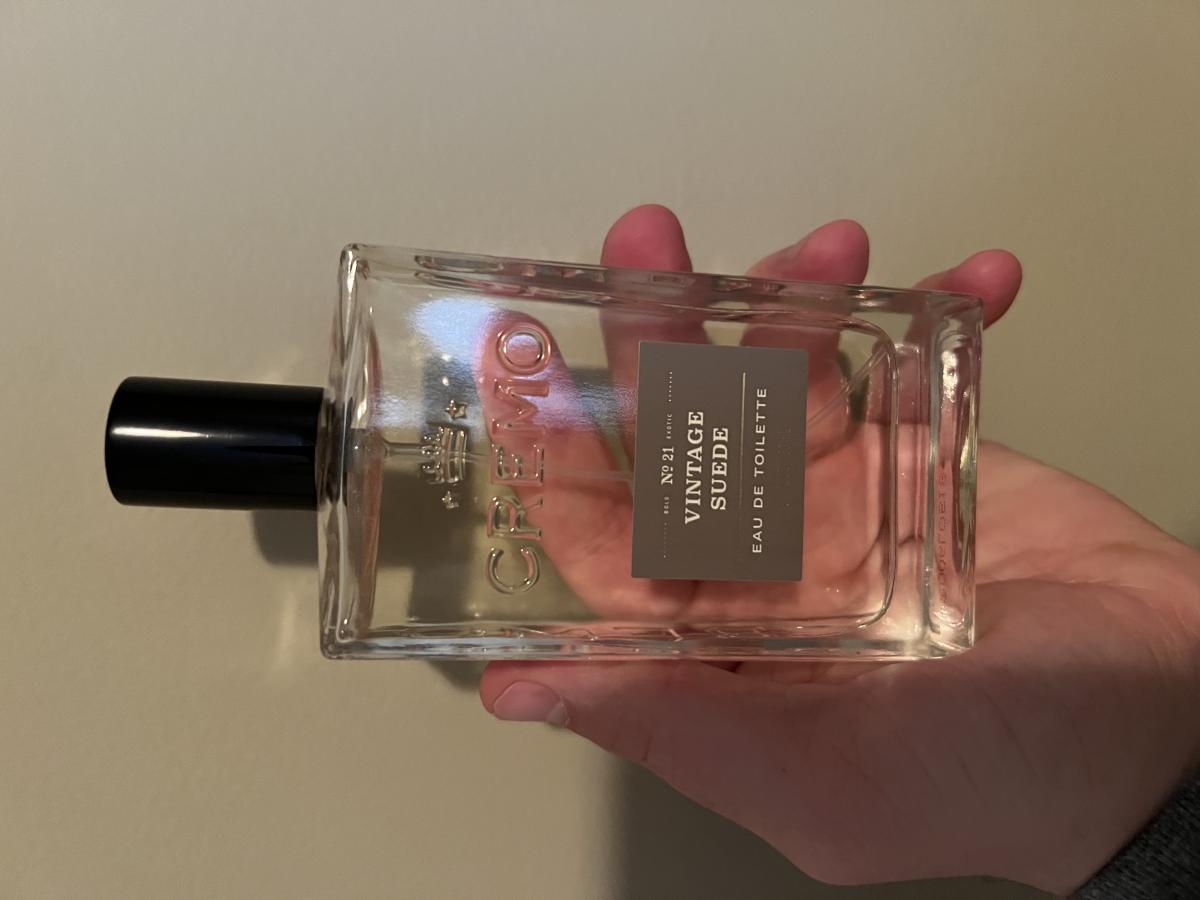 CREMO
BOLD Nº 21 EXOTIC
VINTAGE
SUEDE
EAU DE TOILETTE